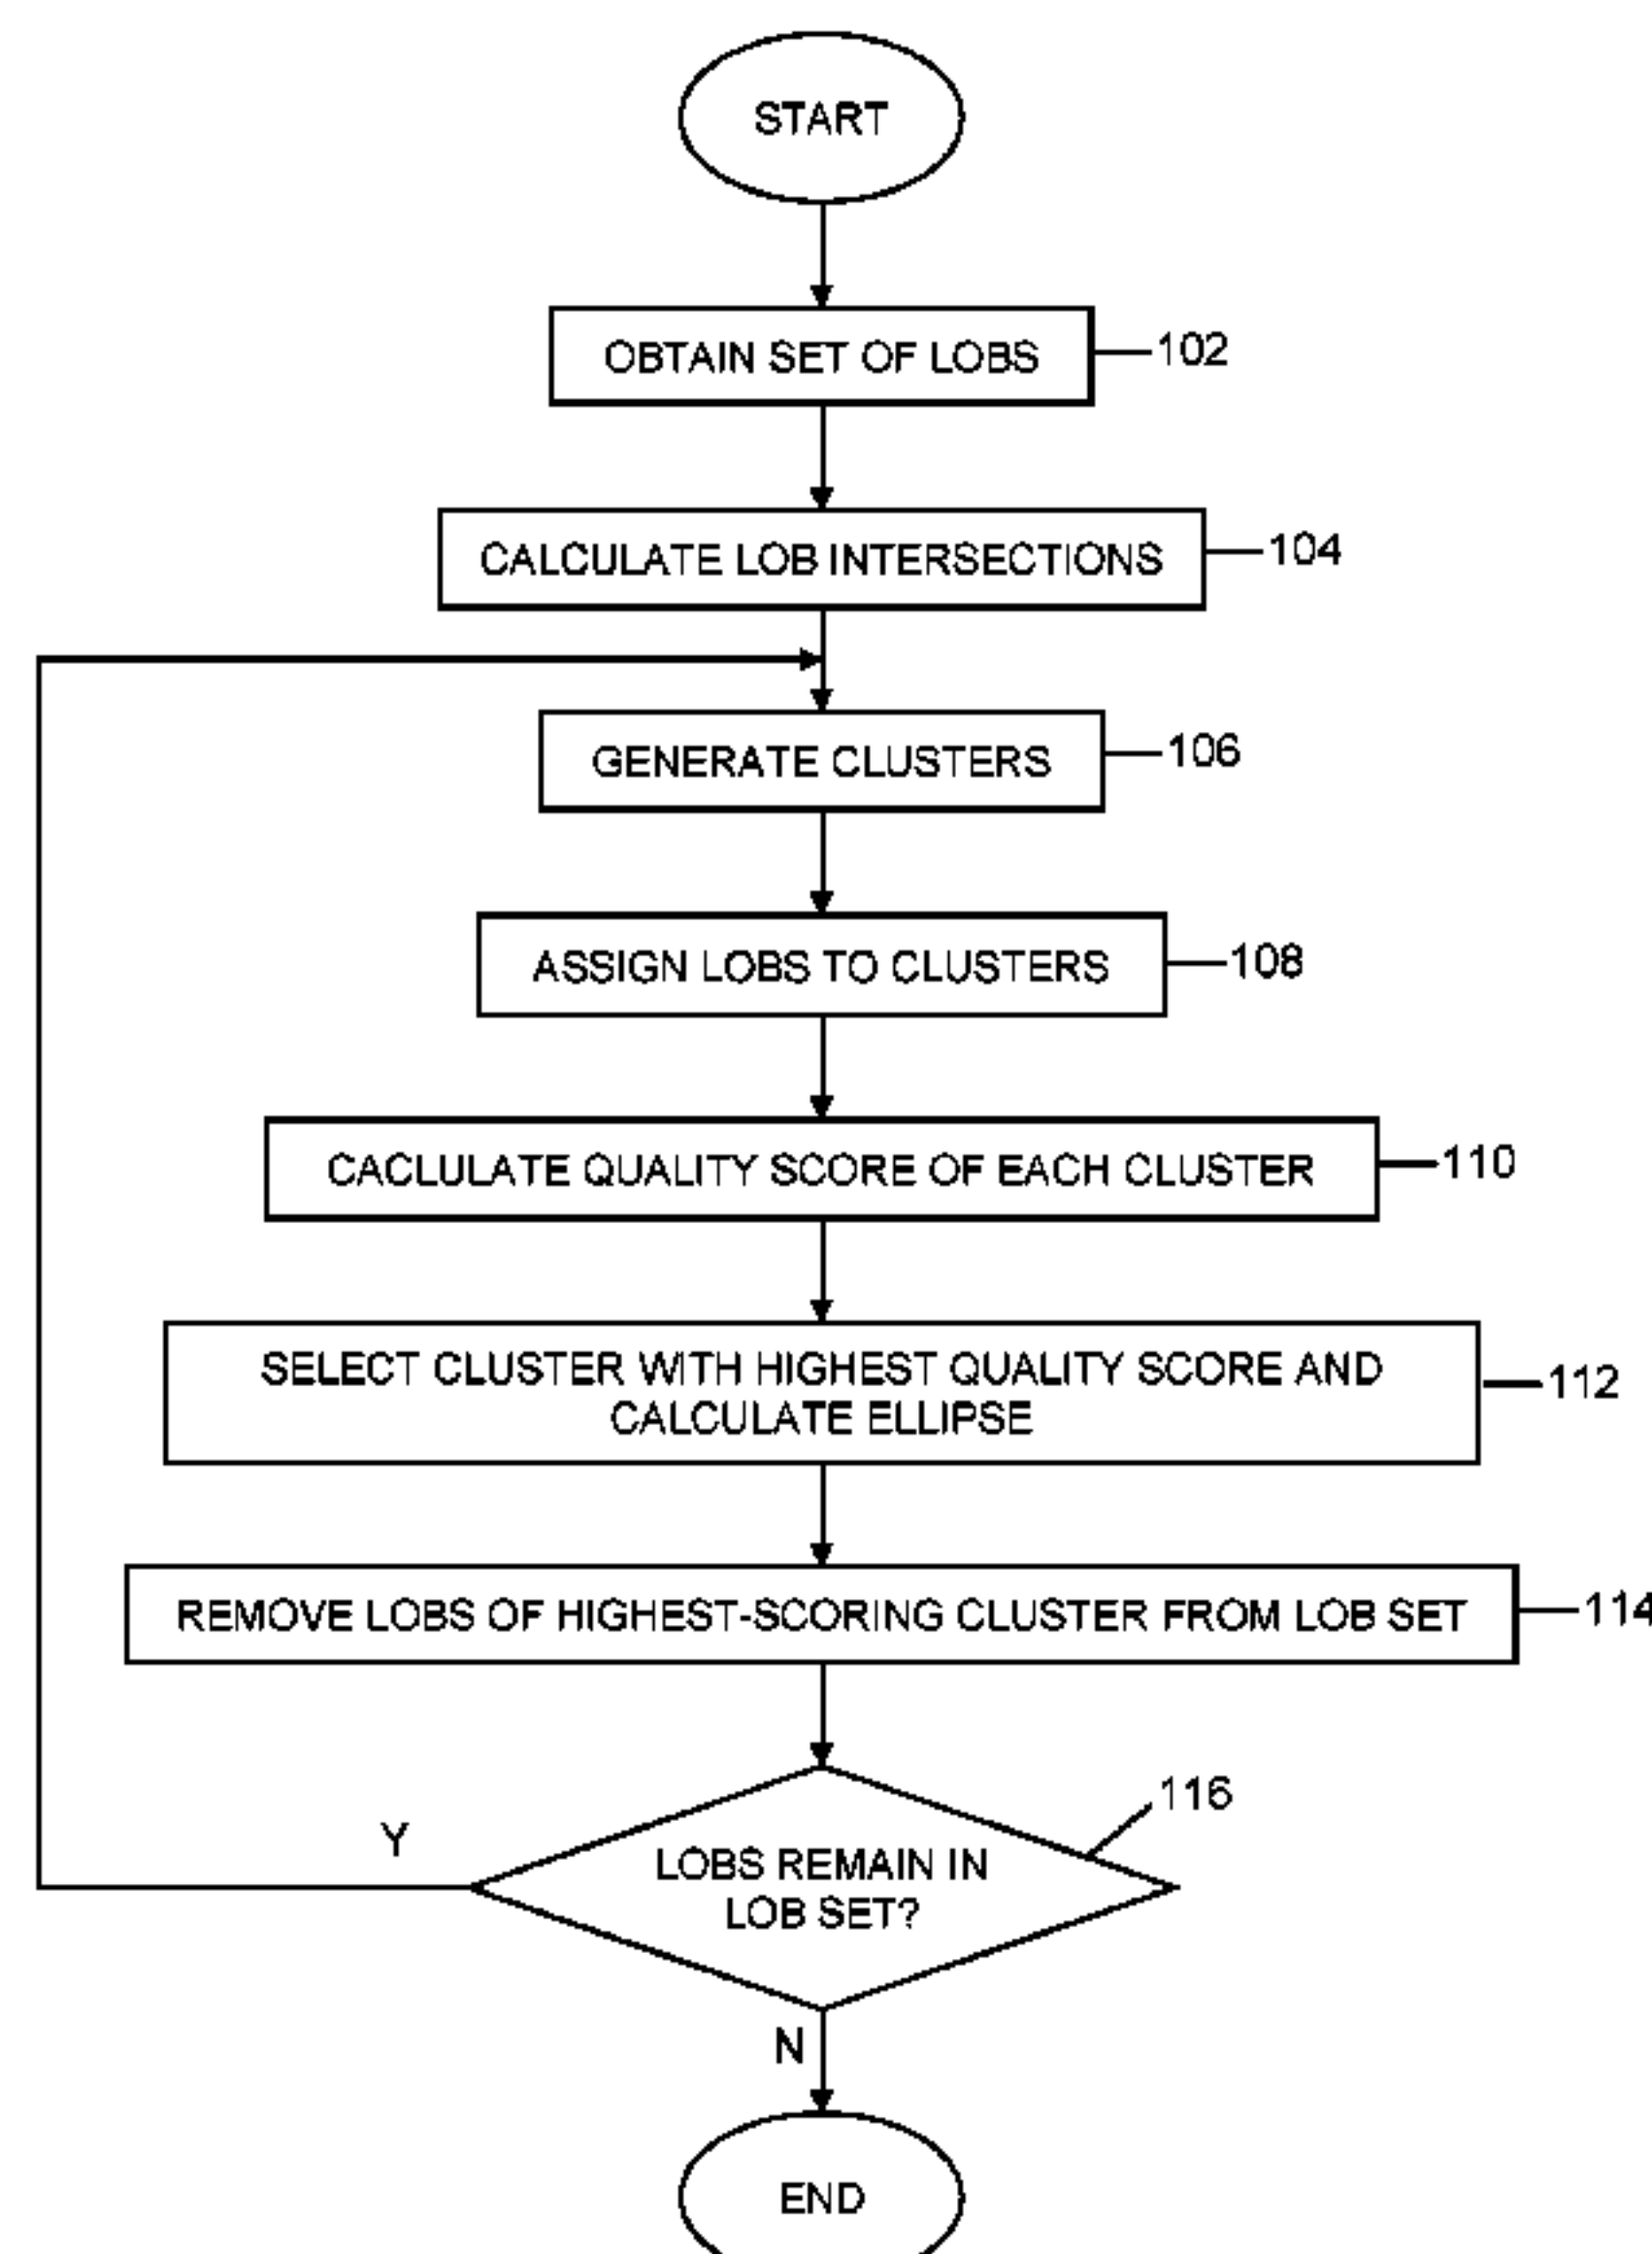 START
OBTAIN SET OF LOBS
102
CALCULATE LOB INTERSECTIONS
104
GENERATE CLUSTERS
106
ASSIGN LOBS TO CLUSTERS
108
CACLULATE QUALITY SCORE OF EACH CLUSTER
110
SELECT CLUSTER WITH HIGHEST QUALITY SCORE AND
CALCULATE ELLIPSE
112
REMOVE LOBS OF HIGHEST-SCORING CLUSTER FROM LOB SET
114
116
Y
LOBS REMAIN IN
LOB SET?
N
END